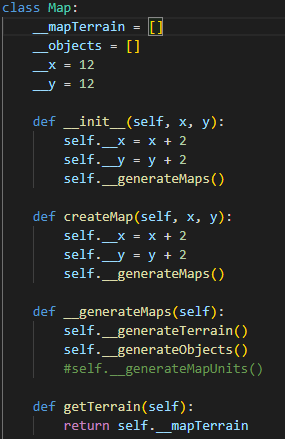 class Map:
    __mapTerrain = []
    __objects = []
    __x = 12
    __y = 12

    def __init__(self, x, y):
        self.__x = x + 2
        self.__y = y + 2
        self.__generateMaps()

    def createMap(self, x, y):
        self.__x = x + 2
        self.__y = y + 2
        self.__generateMaps()

    def __generateMaps(self):
        self.__generateTerrain()
        self.__generateObjects()
        #self.__generateMapUnits()

    def getTerrain(self):
        return self.__mapTerrain